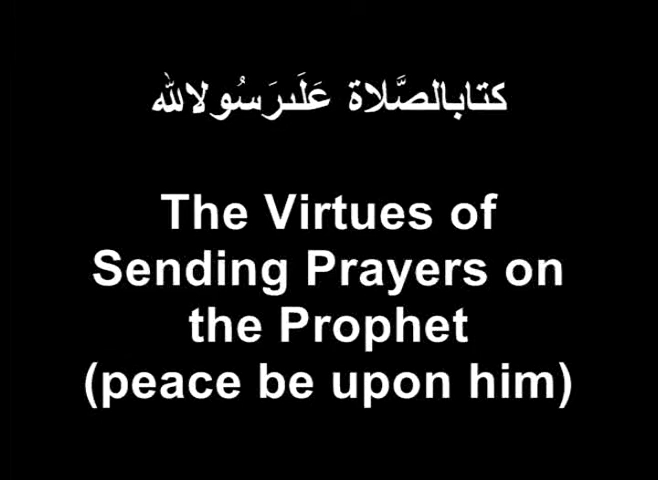 كتابالصَّلاة عَلَىرَسُولالله
The Virtues of
Sending Prayers on
the Prophet
(peace be upon him)